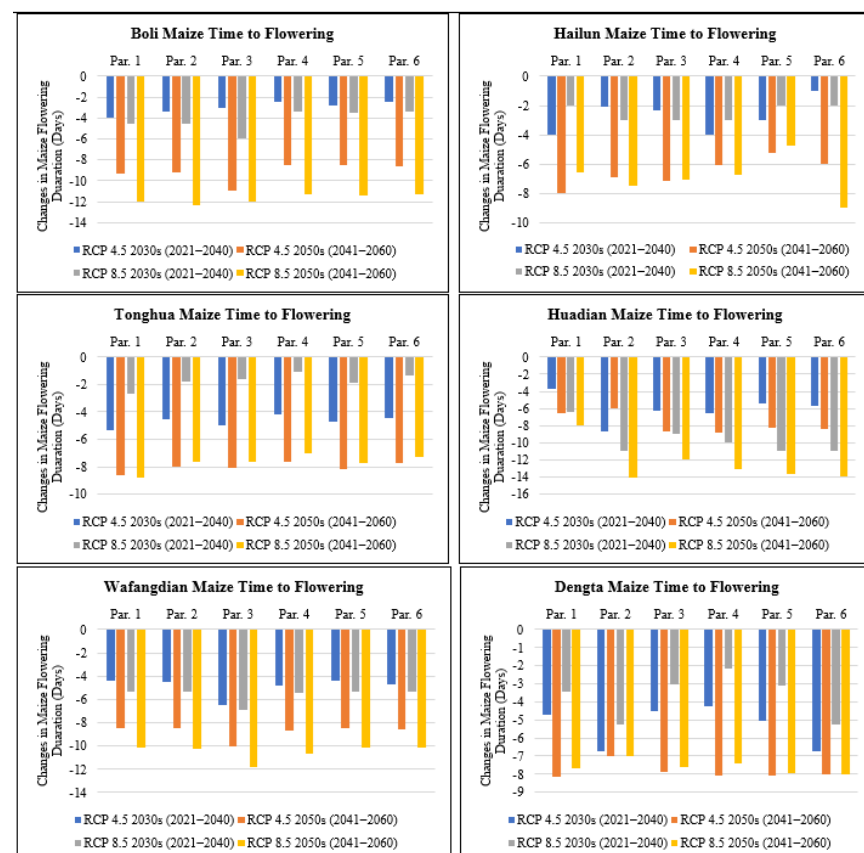 Boli Maize Time to Flowering
Par. 1 Par. 2 Par. 3 Par. 4 Par. 5 Par. 6
0
-2
-4
-6
-8
-10
-12
-14
Changes in Maize Flowering
Duaration (Days)
RCP 4.5 2030s (2021–2040) RCP 4.5 2050s (2041–2060)
RCP 8.5 2030s (2021–2040) RCP 8.5 2050s (2041–2060)
Hailun Maize Time to Flowering
Par. 1 Par. 2 Par. 3 Par. 4 Par. 5 Par. 6
0
-2
-4
-6
-8
-10
Changes in Maize Flowering
Duaration (Days)
RCP 4.5 2030s (2021–2040) RCP 4.5 2050s (2041–2060)
RCP 8.5 2030s (2021–2040) RCP 8.5 2050s (2041–2060)
Tonghua Maize Time to Flowering
Par. 1 Par. 2 Par. 3 Par. 4 Par. 5 Par. 6
0
-2
-4
-6
-8
-10
Changes in Maize Flowering
Duaration (Days)
RCP 4.5 2030s (2021–2040) RCP 4.5 2050s (2041–2060)
RCP 8.5 2030s (2021–2040) RCP 8.5 2050s (2041–2060)
Huadian Maize Time to Flowering
Par. 1 Par. 2 Par. 3 Par. 4 Par. 5 Par. 6
0
-2
-4
-6
-8
-10
-12
-14
-16
Changes in Maize Flowering
Duaration (Days)
RCP 4.5 2030s (2021–2040) RCP 4.5 2050s (2041–2060)
RCP 8.5 2030s (2021–2040) RCP 8.5 2050s (2041–2060)
Wafangdian Maize Time to Flowering
Par. 1 Par. 2 Par. 3 Par. 4 Par. 5 Par. 6
0
-2
-4
-6
-8
-10
-12
-14
Changes in Maize Flowering
Duaration (Days)
RCP 4.5 2030s (2021–2040) RCP 4.5 2050s (2041–2060)
RCP 8.5 2030s (2021–2040) RCP 8.5 2050s (2041–2060)
Dengta Maize Time to Flowering
Par. 1 Par. 2 Par. 3 Par. 4 Par. 5 Par. 6
0
-1
-2
-3
-4
-5
-6
-7
-8
-9
Changes in Maize Flowering
Duration (Days)
RCP 4.5 2030s (2021–2040) RCP 4.5 2050s (2041–2060)
RCP 8.5 2030s (2021–2040) RCP 8.5 2050s (2041–2060)